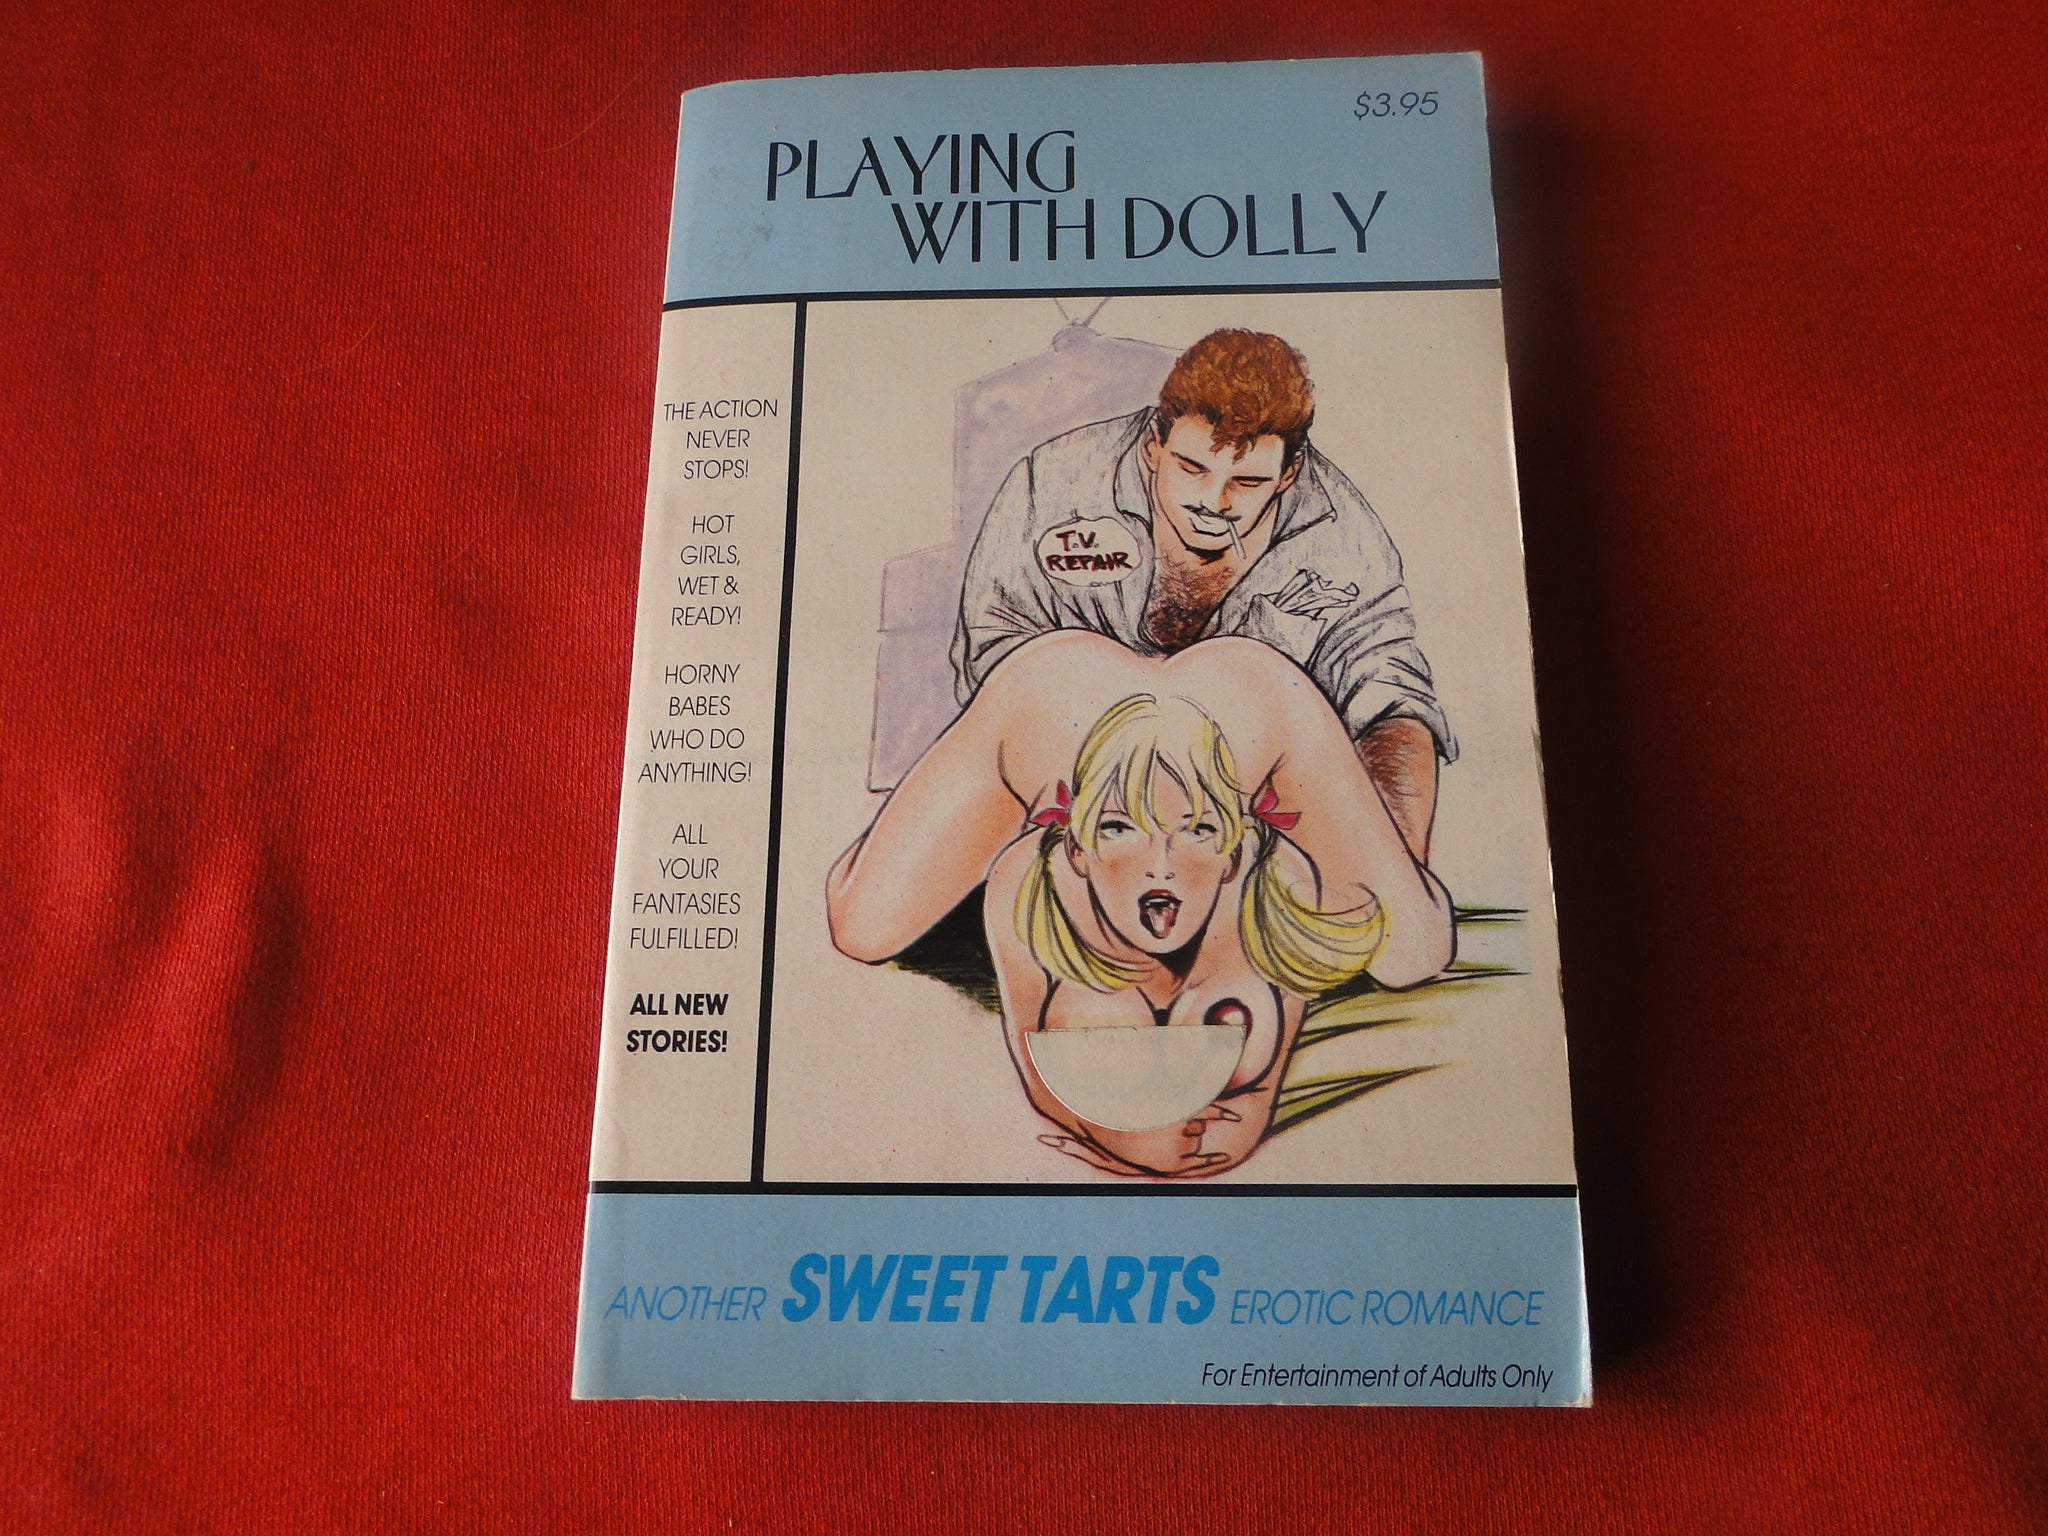 $3.95
PLAYING
WITH DOLLY
THE ACTION
NEVER
STOPS!
HOT
GIRLS,
WET &
READY!
HORNY
BABES
WHO DO
ANYTHING!
ALL
YOUR
FANTASIES
FULFILLED!
ALL NEW
STORIES!
T.V.
REPAIR
ANOTHER SWEET TARTS EROTIC ROMANCE
For Entertainment of Adults Only